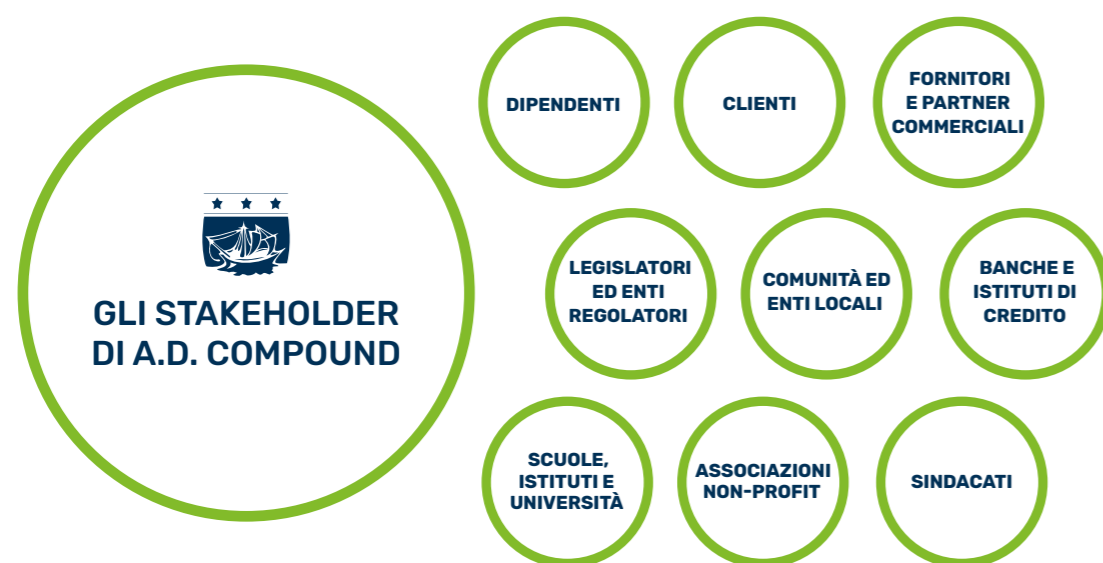 GLI STAKEHOLDER
DI A.D. COMPOUND
DIPENDENTI
CLIENTI
FORNITORI
E PARTNER
COMMERCIALI
LEGISLATORI
ED ENTI
REGOLATORI
COMUNITÀ ED
ENTI LOCALI
BANCHE E
ISTITUTI DI
CREDITO
SCUOLE,
ISTITUTI E
UNIVERSITÀ
ASSOCIAZIONI
NON-PROFIT
SINDACATI